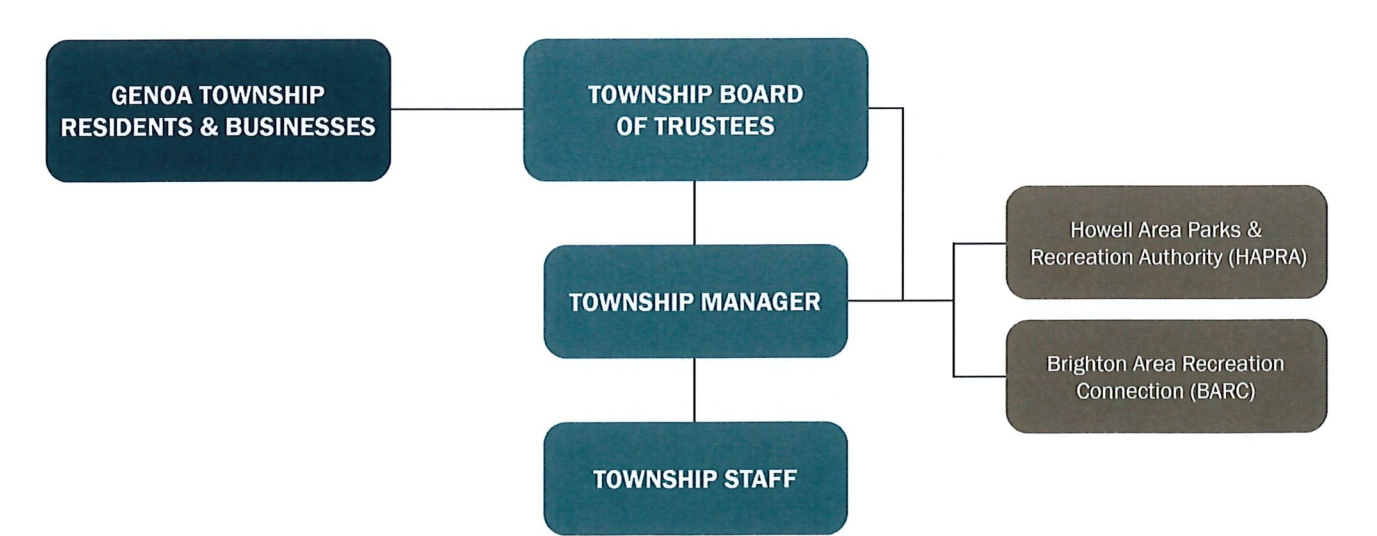 GENOA TOWNSHIP
RESIDENTS & BUSINESSES
TOWNSHIP BOARD
OF TRUSTEES
Howell Area Parks &
Recreation Authority (HAPRA)
TOWNSHIP MANAGER
Brighton Area Recreation
Connection (BARC)
TOWNSHIP STAFF